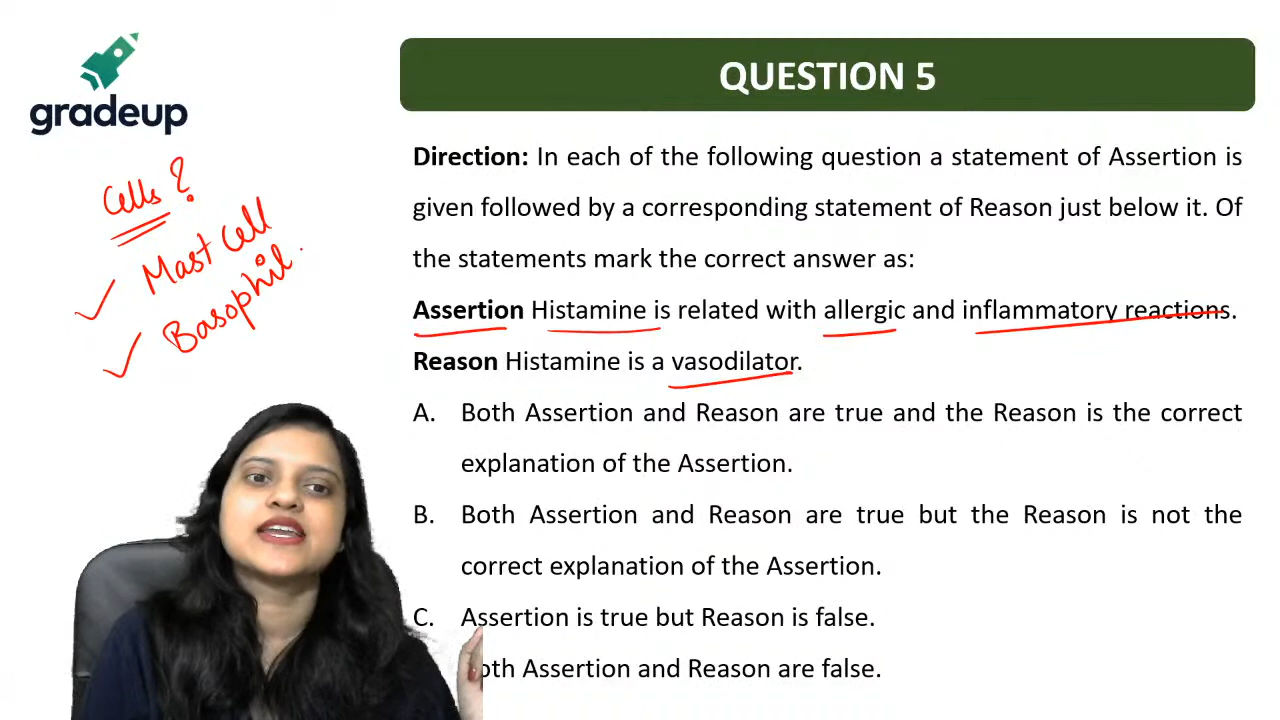 gradeup
Cells ?
Mast Cell
Basophil.
QUESTION 5
Direction: In each of the following question a statement of Assertion is
given followed by a corresponding statement of Reason just below it. Of
the statements mark the correct answer as:
Assertion Histamine is related with allergic and inflammatory reactions.
Reason Histamine is a vasodilator.
A. Both Assertion and Reason are true and the Reason is the correct
explanation of the Assertion.
B. Both Assertion and Reason are true but the Reason is not the
correct explanation of the Assertion.
C. Assertion is true but Reason is false.
Assertion and Reason are false.